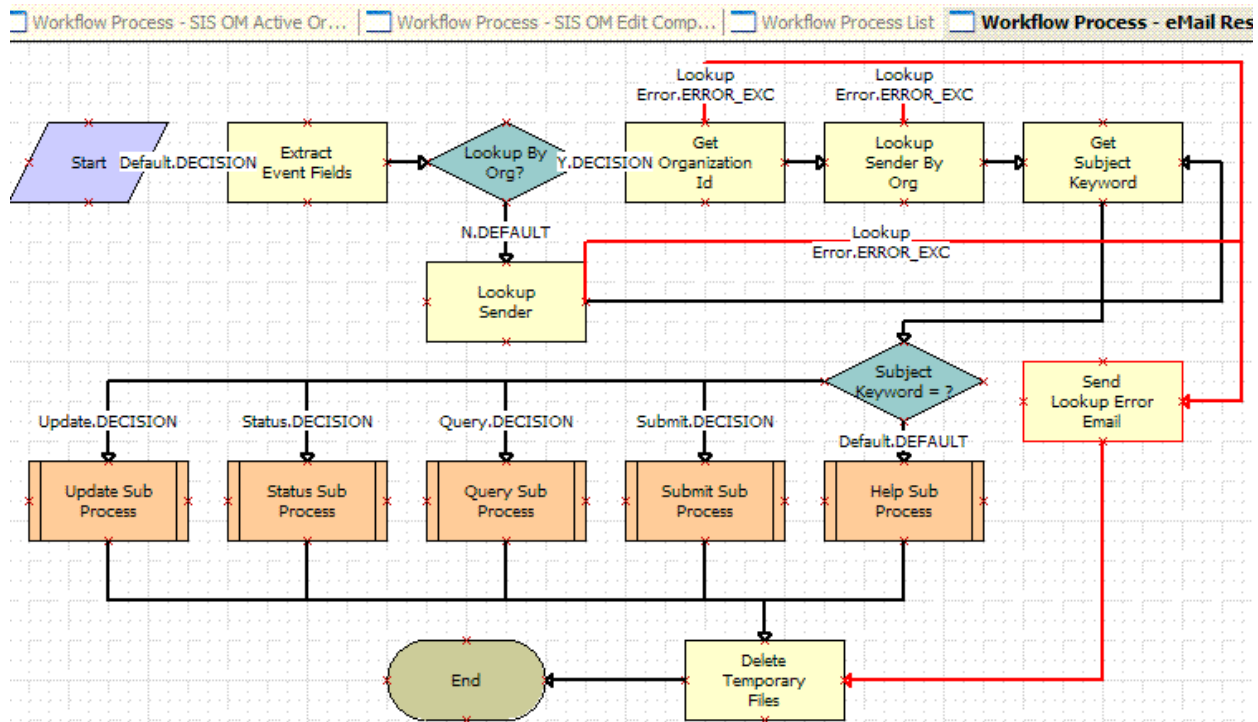 Workflow Process - SIS OM Active Or...
Workflow Process - SIS OM Edit Comp...
Workflow Process List
Workflow Process - eMail Res
Lookup
Error.ERROR_EXC
Lookup
Error.ERROR_EXC
Start
Default.DECISION
Extract
Event Fields
Lookup By
Org?
Y.DECISION
Get
Organization
Id
Lookup
Sender By
Org
Get
Subject
Keyword
N.DEFAULT
Lookup
Error.ERROR_EXC
Lookup
Sender
Subject
Keyword = ?
Send
Lookup Error
Email
Update.DECISION
Status.DECISION
Query.DECISION
Submit.DECISION
Default.DEFAULT
Update Sub
Process
Status Sub
Process
Query Sub
Process
Submit Sub
Process
Help Sub
Process
End
Delete
Temporary
Files